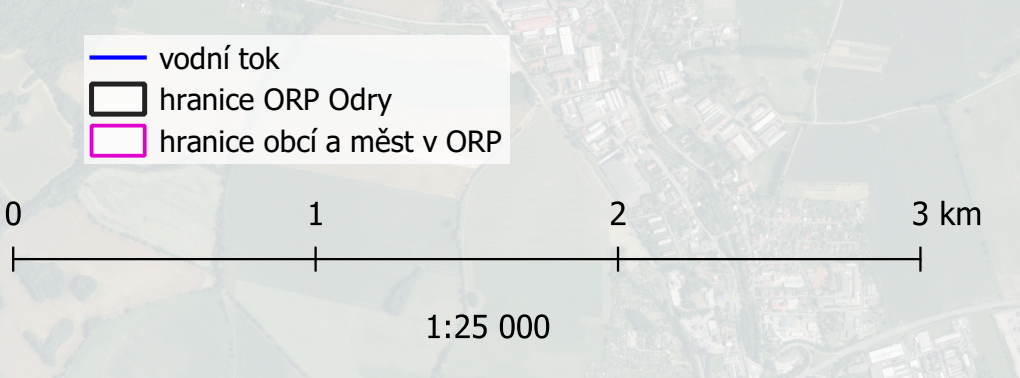 vodní tok
hranice ORP Odry
hranice obcí a měst v ORP
0 1 2 3 km
1:25 000